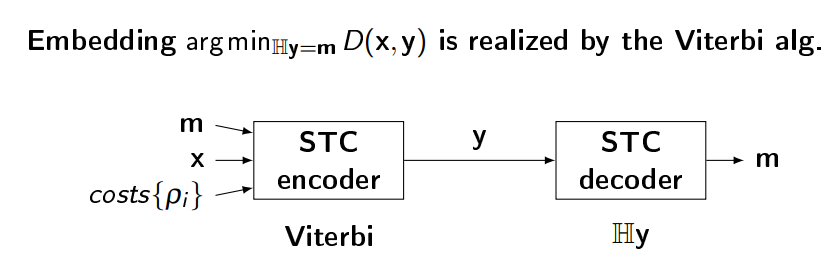 Embedding arg min_{ℍy=m} D(x, y) is realized by the Viterbi alg.
m
x
costs{ρ_i}
STC
encoder
y
STC
decoder
m
Viterbi
ℍy